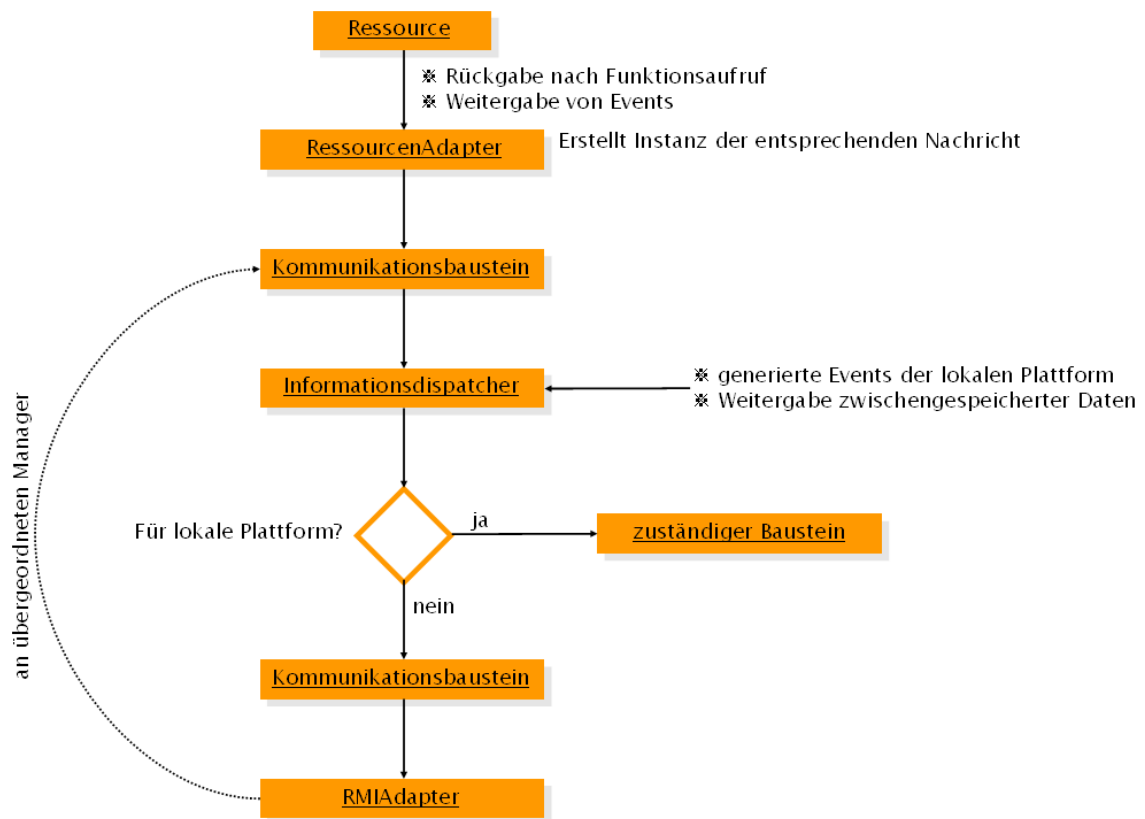 Ressource
※ Rückgabe nach Funktionsaufruf
※ Weitergabe von Events
RessourcenAdapter
Erstellt Instanz der entsprechenden Nachricht
Kommunikationsbaustein
Informationsdispatcher
※ generierte Events der lokalen Plattform
※ Weitergabe zwischengespeicherter Daten
an übergeordneten Manager
Für lokale Plattform?
ja
zuständiger Baustein
nein
Kommunikationsbaustein
RMIAdapter